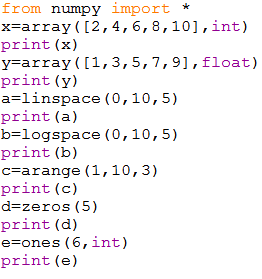 from numpy import *
x=array([2,4,6,8,10],int)
print(x)
y=array([1,3,5,7,9],float)
print(y)
a=linspace(0,10,5)
print(a)
b=logspace(0,10,5)
print(b)
c=arange(1,10,3)
print(c)
d=zeros(5)
print(d)
e=ones(6,int)
print(e)